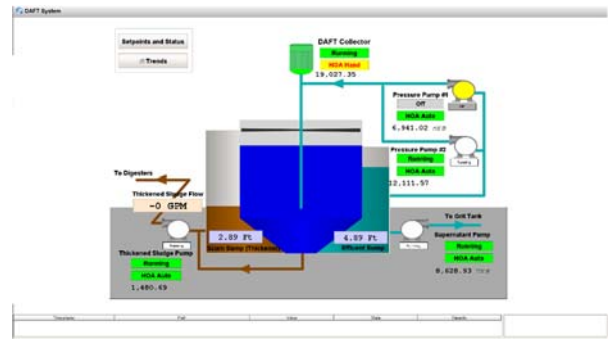 DAFT System
Setpoints and Status
Trends
DAFT Collector
Running
HOA Hand
19,027.35
Pressure Pump #1
Off
HOA Auto
6,941.02
Pressure Pump #2
Running
HOA Auto
12,111.57
To Digesters
Thickened Sludge Flow
-0 GPM
2.89 Ft
4.89 Ft
Effluent Sump
To Grit Tank
Supernatant Pump
Running
HOA Auto
8,628.93
Thickened Sludge Pump
Running
HOA Auto
1,480.69